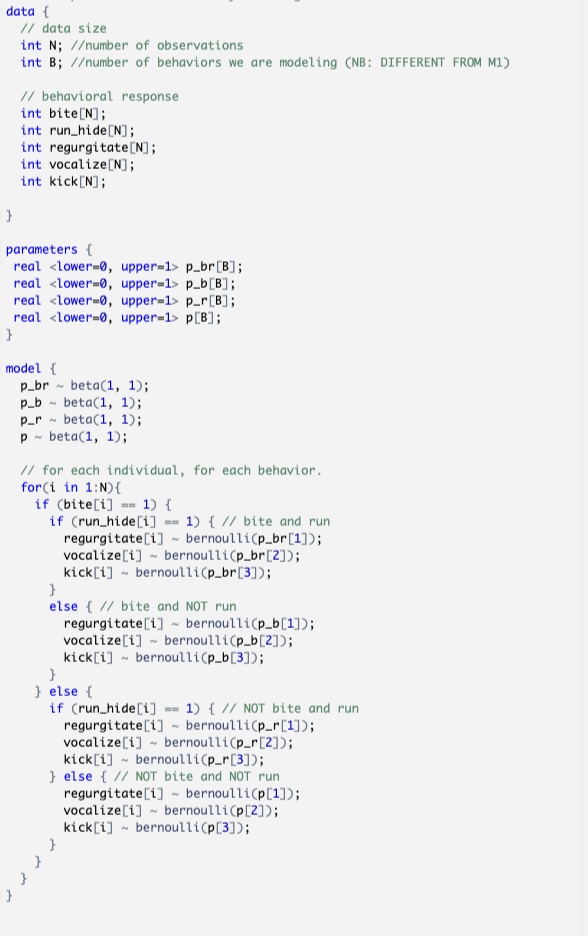 data {
  // data size
  int N; //number of observations
  int B; //number of behaviors we are modeling (NB: DIFFERENT FROM M1)

  // behavioral response
  int bite[N];
  int run_hide[N];
  int regurgitate[N];
  int vocalize[N];
  int kick[N];

}

parameters {
 real <lower=0, upper=1> p_br[B];
 real <lower=0, upper=1> p_b[B];
 real <lower=0, upper=1> p_r[B];
 real <lower=0, upper=1> p[B];
}

model {
  p_br ~ beta(1, 1);
  p_b ~ beta(1, 1);
  p_r ~ beta(1, 1);
  p ~ beta(1, 1);

  // for each individual, for each behavior.
  for(i in 1:N){
    if (bite[i] == 1) {
      if (run_hide[i] == 1) { // bite and run
        regurgitate[i] ~ bernoulli(p_br[1]);
        vocalize[i] ~ bernoulli(p_br[2]);
        kick[i] ~ bernoulli(p_br[3]);
      }
      else { // bite and NOT run
        regurgitate[i] ~ bernoulli(p_b[1]);
        vocalize[i] ~ bernoulli(p_b[2]);
        kick[i] ~ bernoulli(p_b[3]);
      }
    } else {
      if (run_hide[i] == 1) { // NOT bite and run
        regurgitate[i] ~ bernoulli(p_r[1]);
        vocalize[i] ~ bernoulli(p_r[2]);
        kick[i] ~ bernoulli(p_r[3]);
      } else { // NOT bite and NOT run
        regurgitate[i] ~ bernoulli(p[1]);
        vocalize[i] ~ bernoulli(p[2]);
        kick[i] ~ bernoulli(p[3]);
      }
    }
  }
}